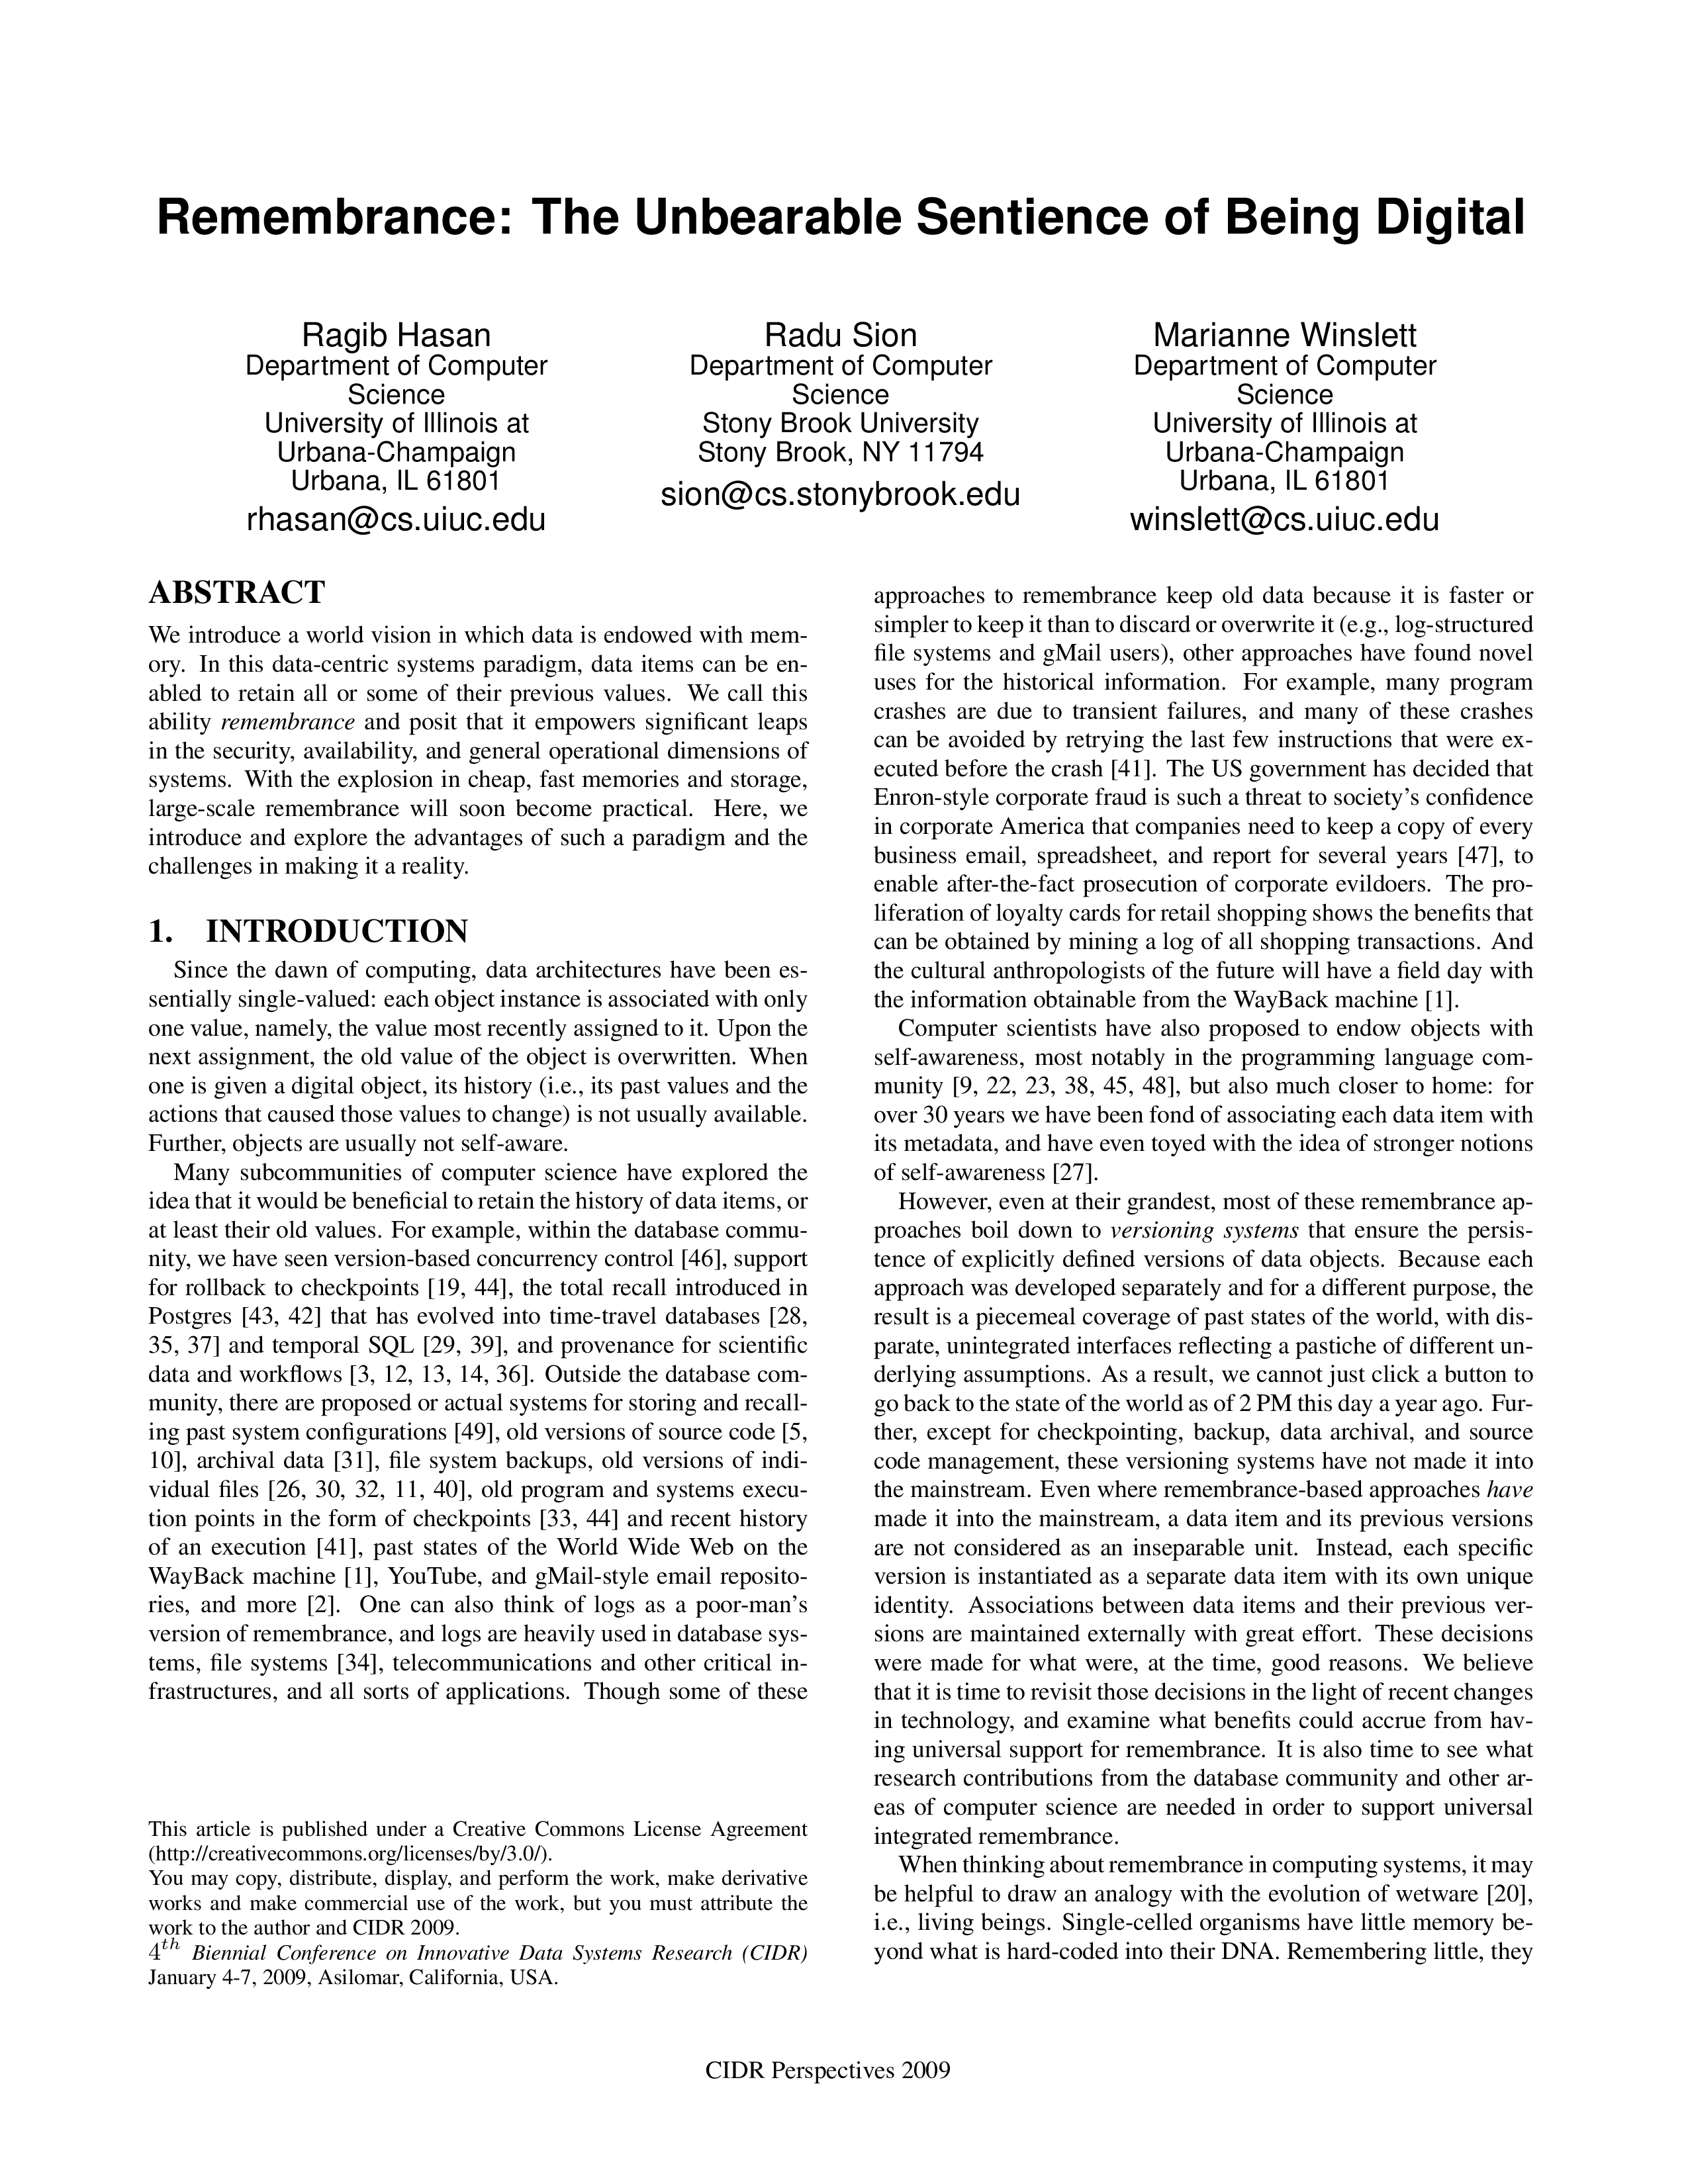 Remembrance: The Unbearable Sentience of Being Digital
Ragib Hasan
Department of Computer
Science
University of Illinois at
Urbana-Champaign
Urbana, IL 61801
rhasan@cs.uiuc.edu
Radu Sion
Department of Computer
Science
Stony Brook University
Stony Brook, NY 11794
sion@cs.stonybrook.edu
Marianne Winslett
Department of Computer
Science
University of Illinois at
Urbana-Champaign
Urbana, IL 61801
winslett@cs.uiuc.edu
ABSTRACT
We introduce a world vision in which data is endowed with mem-
ory. In this data-centric systems paradigm, data items can be en-
abled to retain all or some of their previous values. We call this
ability remembrance and posit that it empowers significant leaps
in the security, availability, and general operational dimensions of
systems. With the explosion in cheap, fast memories and storage,
large-scale remembrance will soon become practical. Here, we
introduce and explore the advantages of such a paradigm and the
challenges in making it a reality.
1. INTRODUCTION
Since the dawn of computing, data architectures have been es-
sentially single-valued: each object instance is associated with only
one value, namely, the value most recently assigned to it. Upon the
next assignment, the old value of the object is overwritten. When
one is given a digital object, its history (i.e., its past values and the
actions that caused those values to change) is not usually available.
Further, objects are usually not self-aware.
Many subcommunities of computer science have explored the
idea that it would be beneficial to retain the history of data items, or
at least their old values. For example, within the database commu-
nity, we have seen version-based concurrency control [46], support
for rollback to checkpoints [19, 44], the total recall introduced in
Postgres [43, 42] that has evolved into time-travel databases [28,
35, 37] and temporal SQL [29, 39], and provenance for scientific
data and workflows [3, 12, 13, 14, 36]. Outside the database com-
munity, there are proposed or actual systems for storing and recall-
ing past system configurations [49], old versions of source code [5,
10], archival data [31], file system backups, old versions of indi-
vidual files [26, 30, 32, 11, 40], old program and systems execu-
tion points in the form of checkpoints [33, 44] and recent history
of an execution [41], past states of the World Wide Web on the
WayBack machine [1], YouTube, and gMail-style email reposito-
ries, and more [2]. One can also think of logs as a poor-man's
version of remembrance, and logs are heavily used in database sys-
tems, file systems [34], telecommunications and other critical in-
frastructures, and all sorts of applications. Though some of these
This article is published under a Creative Commons License Agreement
(http://creativecommons.org/licenses/by/3.0/).
You may copy, distribute, display, and perform the work, make derivative
works and make commercial use of the work, but you must attribute the
work to the author and CIDR 2009.
4th Biennial Conference on Innovative Data Systems Research (CIDR)
January 4-7, 2009, Asilomar, California, USA.
approaches to remembrance keep old data because it is faster or
simpler to keep it than to discard or overwrite it (e.g., log-structured
file systems and gMail users), other approaches have found novel
uses for the historical information. For example, many program
crashes are due to transient failures, and many of these crashes
can be avoided by retrying the last few instructions that were ex-
ecuted before the crash [41]. The US government has decided that
Enron-style corporate fraud is such a threat to society's confidence
in corporate America that companies need to keep a copy of every
business email, spreadsheet, and report for several years [47], to
enable after-the-fact prosecution of corporate evildoers. The pro-
liferation of loyalty cards for retail shopping shows the benefits that
can be obtained by mining a log of all shopping transactions. And
the cultural anthropologists of the future will have a field day with
the information obtainable from the WayBack machine [1].
Computer scientists have also proposed to endow objects with
self-awareness, most notably in the programming language com-
munity [9, 22, 23, 38, 45, 48], but also much closer to home: for
over 30 years we have been fond of associating each data item with
its metadata, and have even toyed with the idea of stronger notions
of self-awareness [27].
However, even at their grandest, most of these remembrance ap-
proaches boil down to versioning systems that ensure the persis-
tence of explicitly defined versions of data objects. Because each
approach was developed separately and for a different purpose, the
result is a piecemeal coverage of past states of the world, with dis-
parate, unintegrated interfaces reflecting a pastiche of different un-
derlying assumptions. As a result, we cannot just click a button to
go back to the state of the world as of 2 PM this day a year ago. Fur-
ther, except for checkpointing, backup, data archival, and source
code management, these versioning systems have not made it into
the mainstream. Even where remembrance-based approaches have
made it into the mainstream, a data item and its previous versions
are not considered as an inseparable unit. Instead, each specific
version is instantiated as a separate data item with its own unique
identity. Associations between data items and their previous ver-
sions are maintained externally with great effort. These decisions
were made for what were, at the time, good reasons. We believe
that it is time to revisit those decisions in the light of recent changes
in technology, and examine what benefits could accrue from hav-
ing universal support for remembrance. It is also time to see what
research contributions from the database community and other ar-
eas of computer science are needed in order to support universal
integrated remembrance.
When thinking about remembrance in computing systems, it may
be helpful to draw an analogy with the evolution of wetware [20],
i.e., living beings. Single-celled organisms have little memory be-
yond what is hard-coded into their DNA. Remembering little, they
CIDR Perspectives 2009